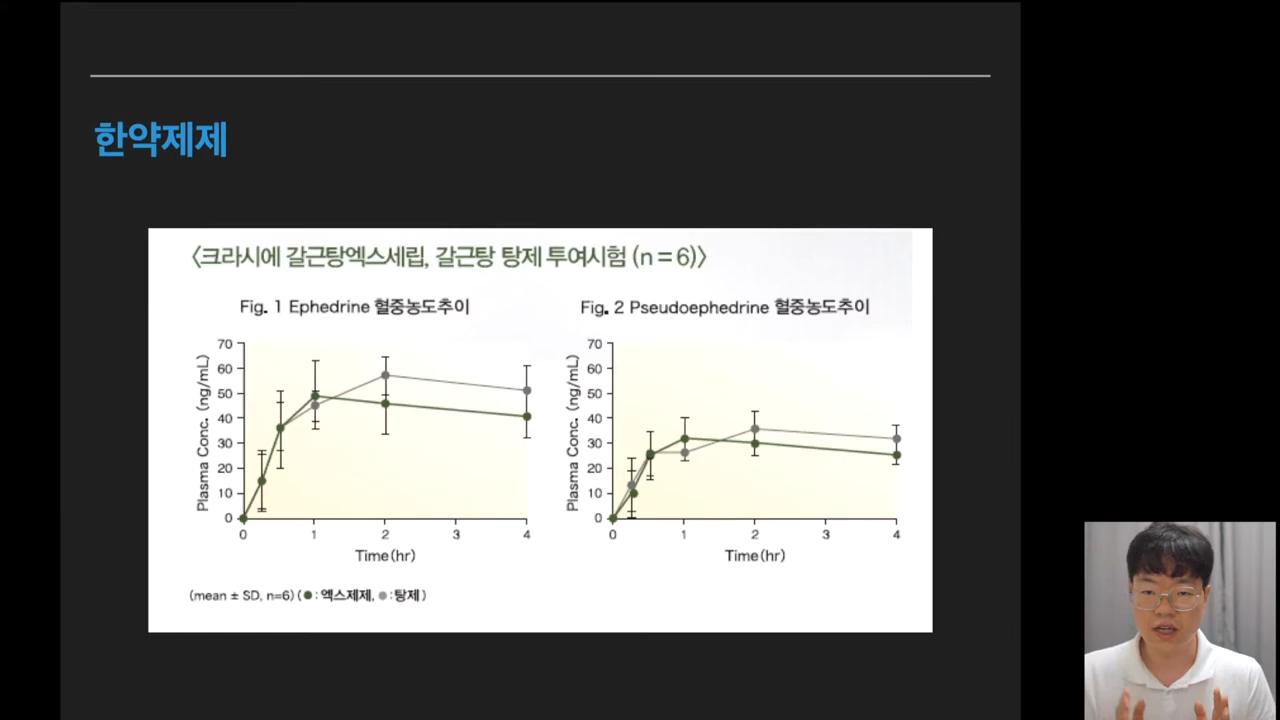 한약제제
〈크라시에 갈근탕엑스세립, 갈근탕 탕제 투여시험 (n = 6)〉
Fig. 1 Ephedrine 혈중농도추이
70
60
50
40
30
20
10
0
Plasma Conc. (ng/mL)
0 1 2 3 4
Time(hr)
Fig. 2 Pseudoephedrine 혈중농도추이
70
60
50
40
30
20
10
0
Plasma Conc. (ng/mL)
0 1 2 3 4
Time(hr)
(mean ± SD, n=6) (●: 엑스제제, ●:탕제)